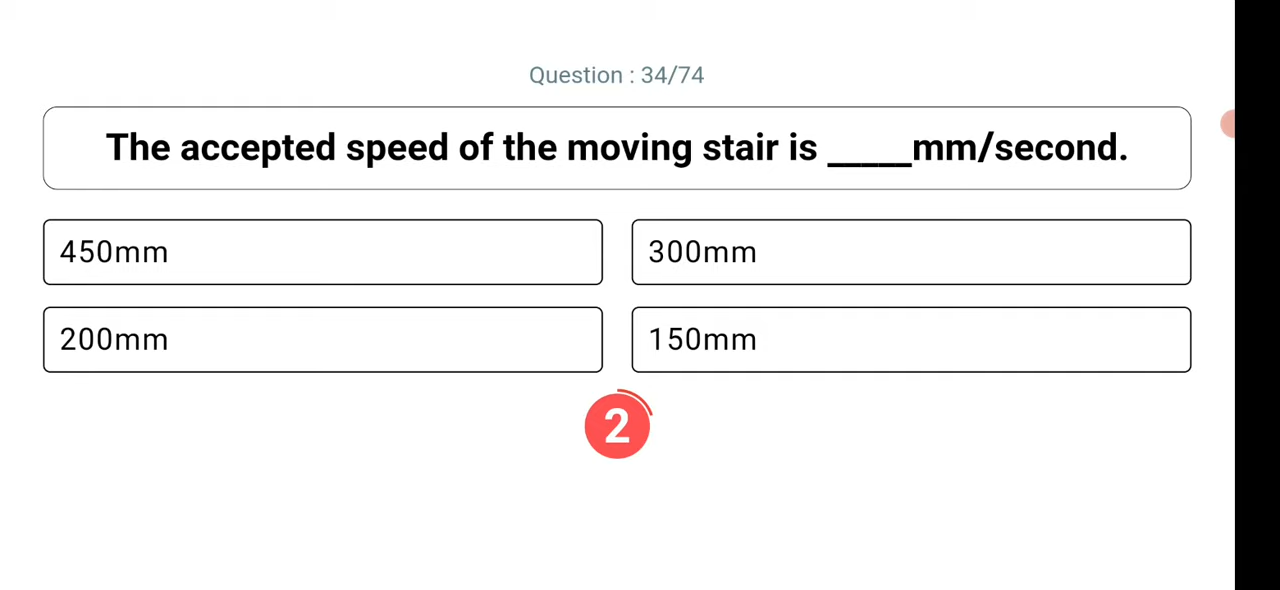 Question : 34/74
The accepted speed of the moving stair is _____mm/second.
450mm
300mm
200mm
150mm
2